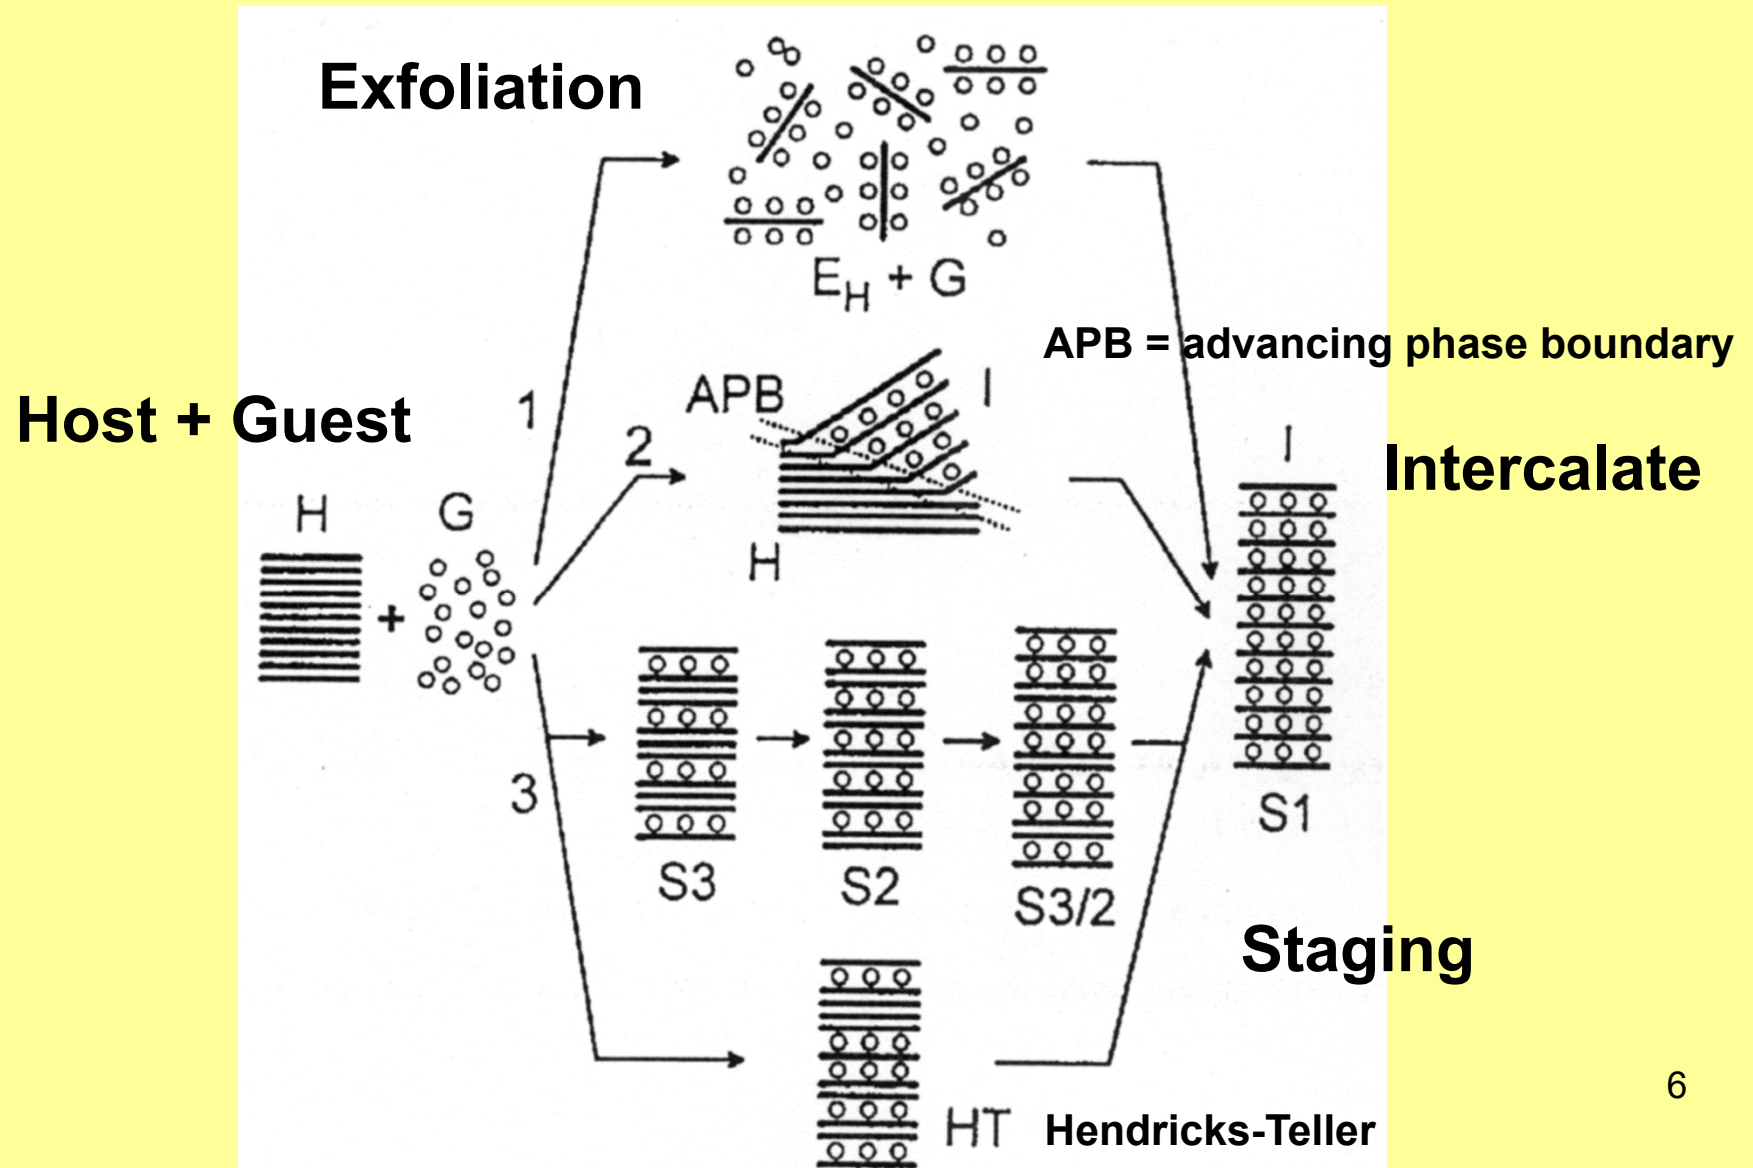 Exfoliation
E_H + G
APB = advancing phase boundary
APB
I
1
Host + Guest
2
I
Intercalate
H
G
H
+
3
S1
S3
S2
S3/2
Staging
6
HT
Hendricks-Teller